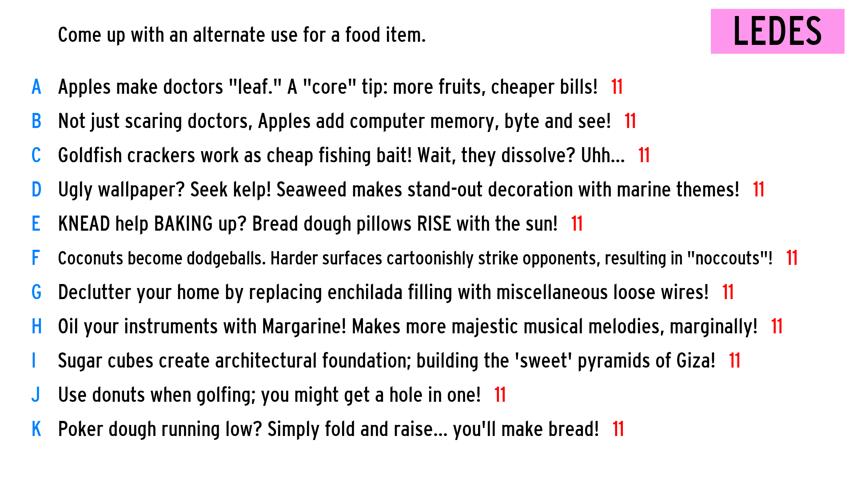 LEDES
Come up with an alternate use for a food item.
A Apples make doctors "leaf." A "core" tip: more fruits, cheaper bills! 11
B Not just scaring doctors, Apples add computer memory, byte and see! 11
C Goldfish crackers work as cheap fishing bait! Wait, they dissolve? Uhh... 11
D Ugly wallpaper? Seek kelp! Seaweed makes stand-out decoration with marine themes! 11
E KNEAD help BAKING up? Bread dough pillows RISE with the sun! 11
F Coconuts become dodgeballs. Harder surfaces cartoonishly strike opponents, resulting in "noccouts"! 11
G Declutter your home by replacing enchilada filling with miscellaneous loose wires! 11
H Oil your instruments with Margarine! Makes more majestic musical melodies, marginally! 11
I Sugar cubes create architectural foundation; building the 'sweet' pyramids of Giza! 11
J Use donuts when golfing; you might get a hole in one! 11
K Poker dough running low? Simply fold and raise... you'll make bread! 11